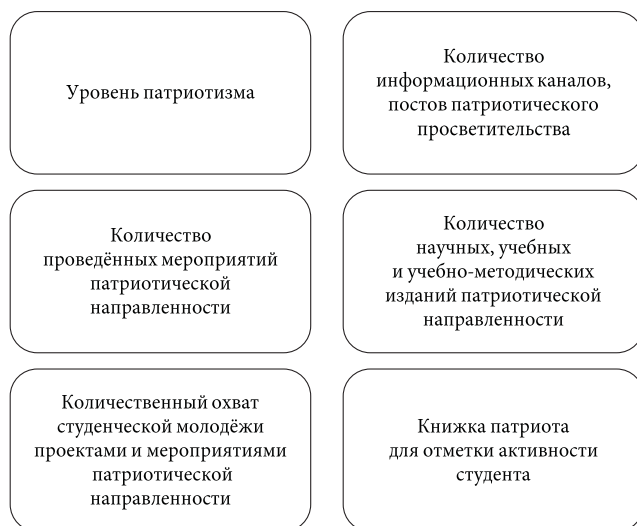 Уровень патриотизма
Количество
информационных каналов,
постов патриотического
просветительства
Количество
проведённых мероприятий
патриотической
направленности
Количество
научных, учебных
и учебно-методических
изданий патриотической
направленности
Количественный охват
студенческой молодёжи
проектами и мероприятиями
патриотической
направленности
Книжка патриота
для отметки активности
студента